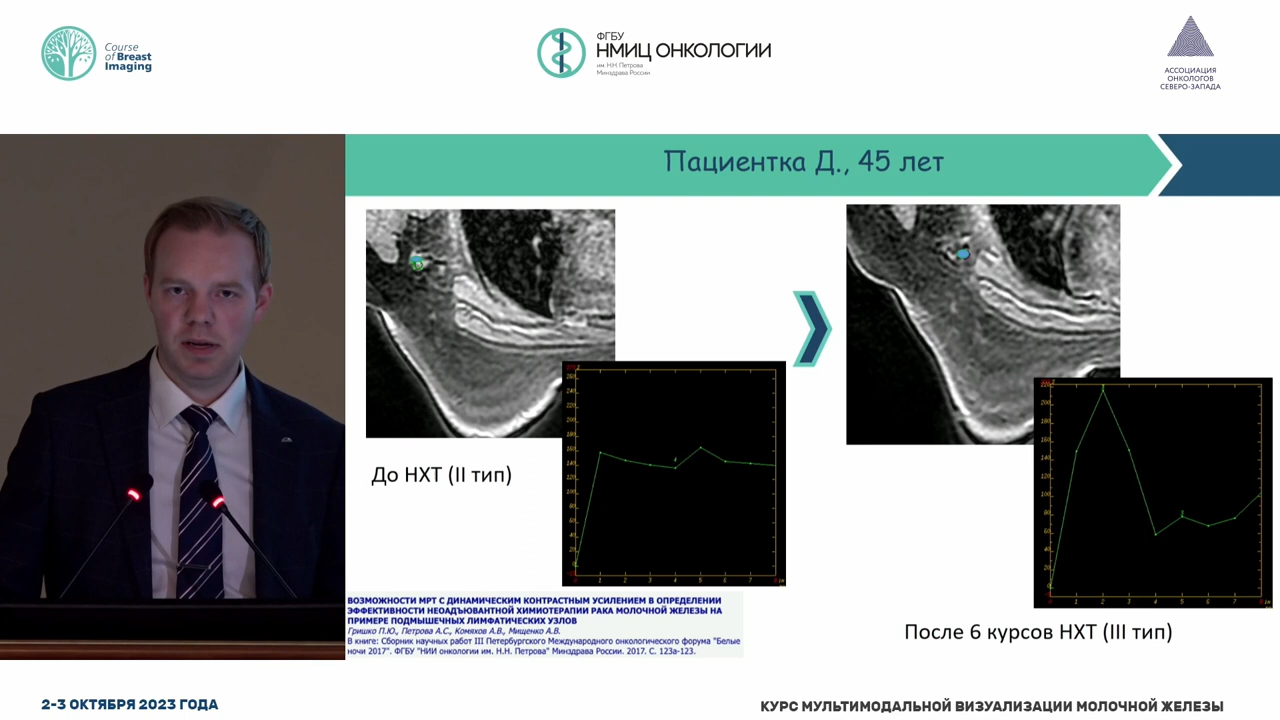 Course
of Breast
Imaging
ФГБУ
НМИЦ ОНКОЛОГИИ
им. Н.Н. Петрова
Минздрава России
АССОЦИАЦИЯ
ОНКОЛОГОВ
СЕВЕРО-ЗАПАДА
Пациентка Д., 45 лет
До НХТ (II тип)
После 6 курсов НХТ (III тип)
ВОЗМОЖНОСТИ МРТ С ДИНАМИЧЕСКИМ КОНТРАСТНЫМ УСИЛЕНИЕМ В ОПРЕДЕЛЕНИИ
ЭФФЕКТИВНОСТИ НЕОАДЪЮВАНТНОЙ ХИМИОТЕРАПИИ РАКА МОЛОЧНОЙ ЖЕЛЕЗЫ НА
ПРИМЕРЕ ПОДМЫШЕЧНЫХ ЛИМФАТИЧЕСКИХ УЗЛОВ
Гришко П.Ю., Петрова А.С., Комяхов А.В., Мищенко А.В.
В книге: Сборник научных работ III Петербургского Международного онкологического форума "Белые
ночи 2017". ФГБУ "НИИ онкологии им. Н.Н. Петрова" Минздрава России. 2017. С. 123а-123.
2-3 ОКТЯБРЯ 2023 ГОДА
КУРС МУЛЬТИМОДАЛЬНОЙ ВИЗУАЛИЗАЦИИ МОЛОЧНОЙ ЖЕЛЕЗЫ